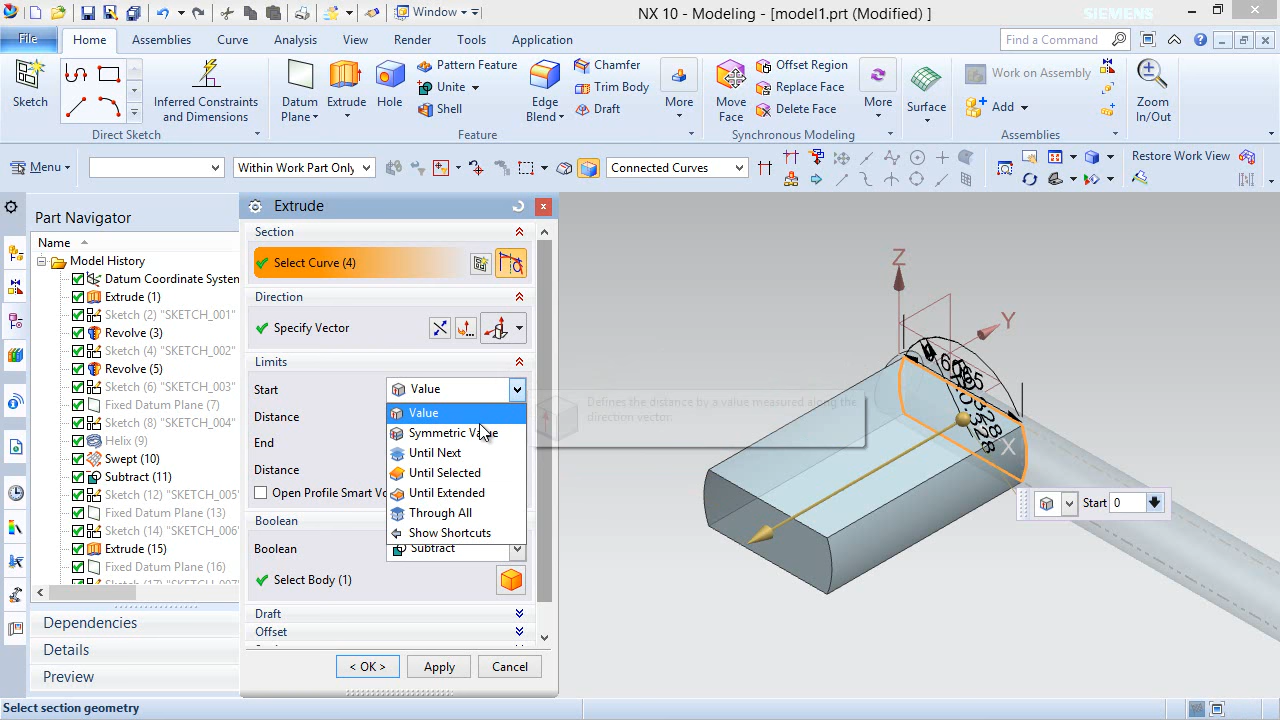 Window
NX 10 - Modeling - [model1.prt (Modified) ]
SIEMENS
File
Home
Assemblies
Curve
Analysis
View
Render
Tools
Application
Find a Command
Sketch
Inferred Constraints
and Dimensions
Direct Sketch
Datum
Plane
Extrude
Hole
Pattern Feature
Unite
Shell
Edge
Blend
Chamfer
Trim Body
Draft
More
Feature
Move
Face
Offset Region
Replace Face
Delete Face
More
Synchronous Modeling
Surface
Work on Assembly
Add
Assemblies
Zoom
In/Out
Menu
Within Work Part Only
Connected Curves
Restore Work View
Part Navigator
Name
Model History
Datum Coordinate System
Extrude (1)
Sketch (2) "SKETCH_001"
Revolve (3)
Sketch (4) "SKETCH_002"
Revolve (5)
Sketch (6) "SKETCH_003"
Fixed Datum Plane (7)
Sketch (8) "SKETCH_004"
Helix (9)
Swept (10)
Subtract (11)
Sketch (12) "SKETCH_005"
Fixed Datum Plane (13)
Sketch (14) "SKETCH_006"
Extrude (15)
Fixed Datum Plane (16)
Sketch (17) "SKETCH_007"
Dependencies
Details
Preview
Extrude
Section
Select Curve (4)
Direction
Specify Vector
Limits
Start
Value
Distance
End
Distance
Open Profile Smart Vo
Value
Symmetric Value
Until Next
Until Selected
Until Extended
Through All
Show Shortcuts
Boolean
Boolean
Subtract
Select Body (1)
Draft
Offset
< OK >
Apply
Cancel
Defines the distance by a value measured along the
direction vector.
Z
Y
X
0.328
Start 0
Select section geometry